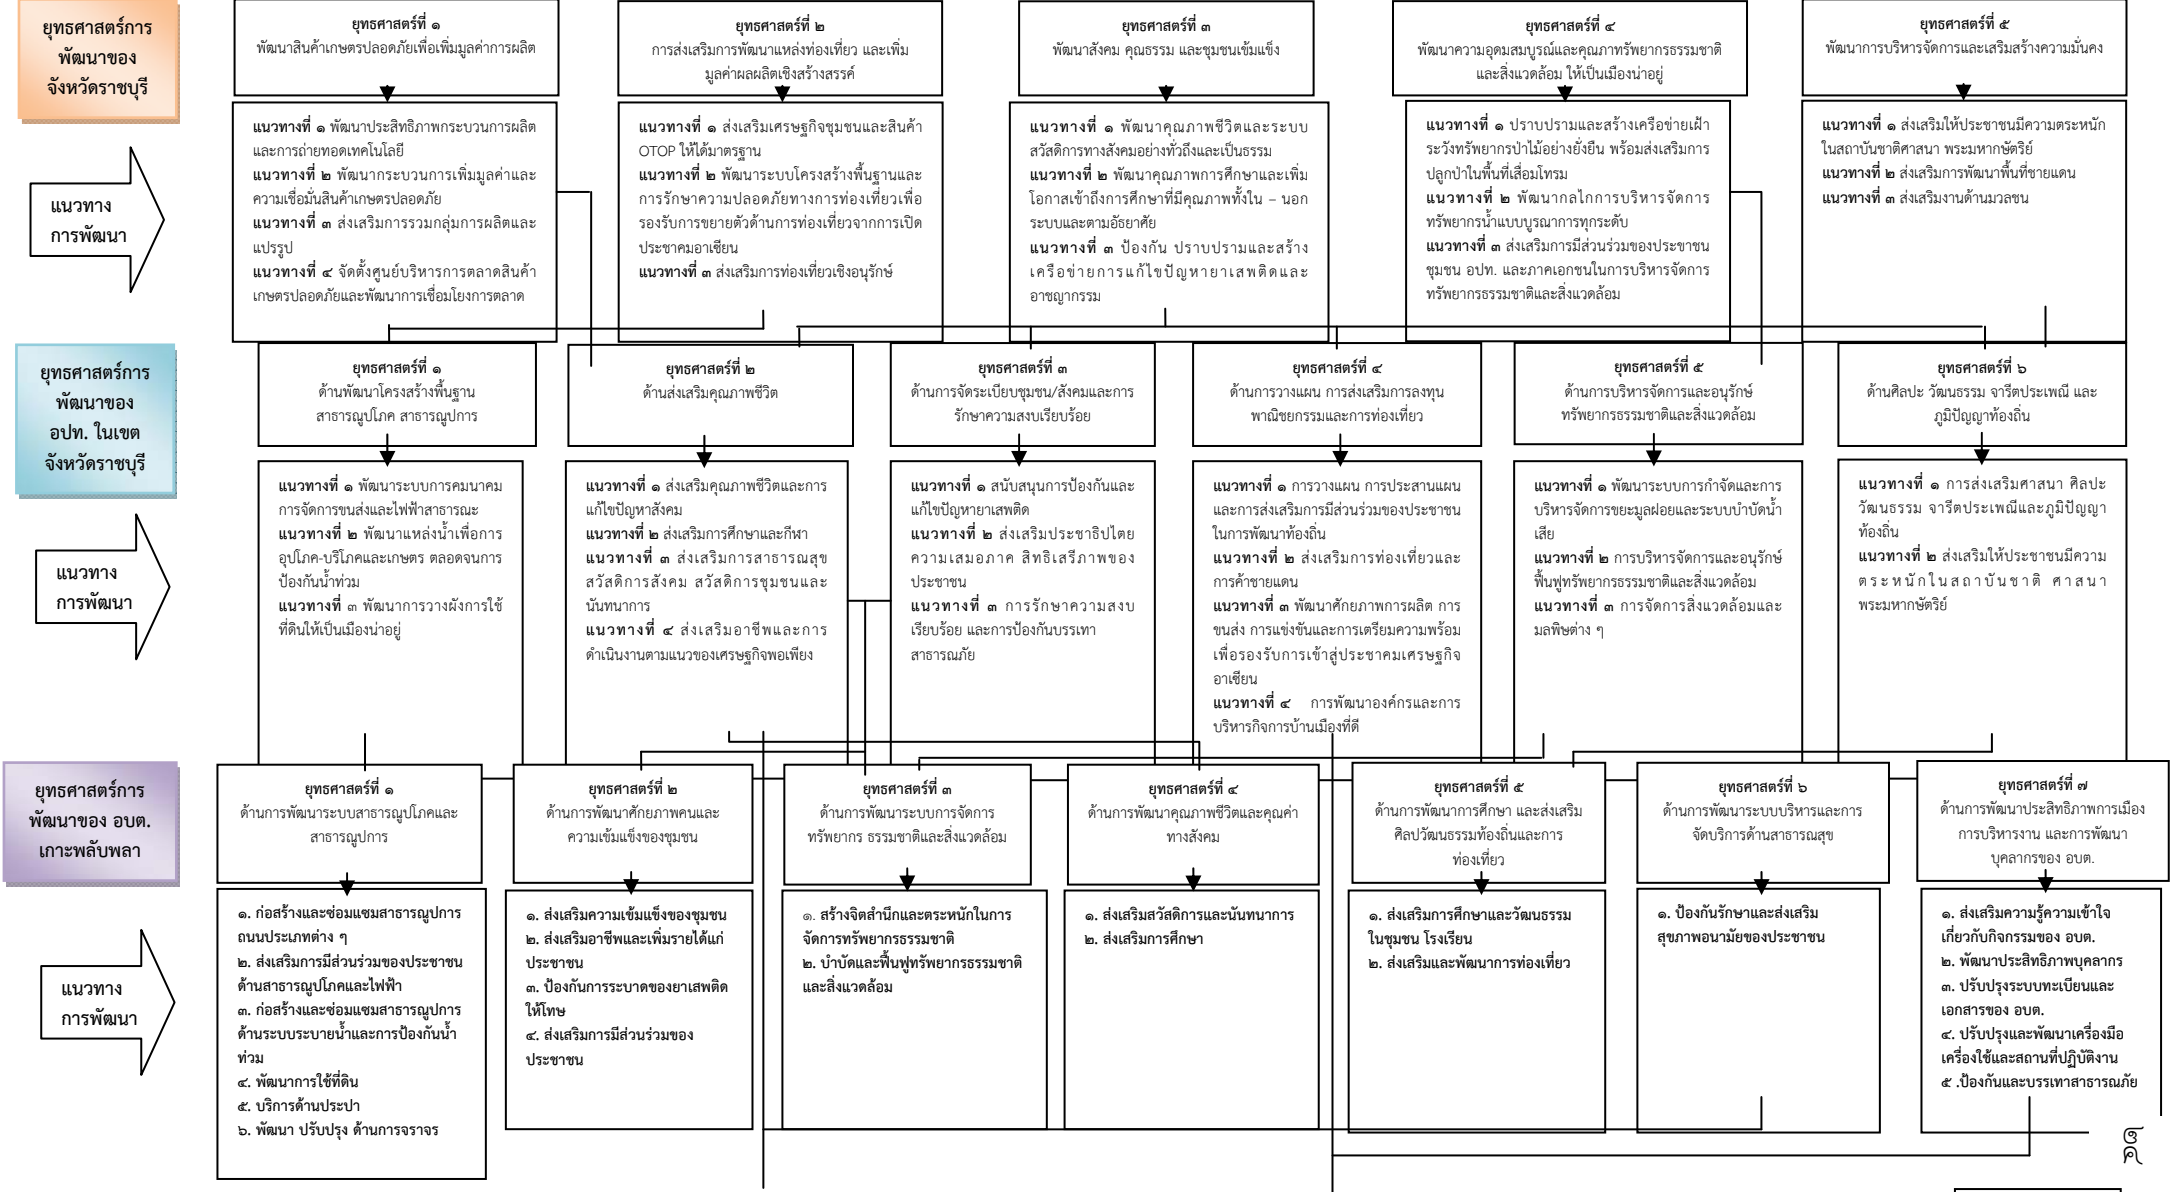 ยุทธศาสตร์การ
พัฒนาของ
จังหวัดราชบุรี
ยุทธศาสตร์ที่ ๑
พัฒนาสินค้าเกษตรปลอดภัยเพื่อเพิ่มมูลค่าการผลิต
ยุทธศาสตร์ที่ ๒
การส่งเสริมการพัฒนาแหล่งท่องเที่ยว และเพิ่ม
มูลค่าผลผลิตเชิงสร้างสรรค์
ยุทธศาสตร์ที่ ๓
พัฒนาสังคม คุณธรรม และชุมชนเข้มแข็ง
ยุทธศาสตร์ที่ ๔
พัฒนาความอุดมสมบูรณ์และคุณภาทรัพยากรธรรมชาติ
และสิ่งแวดล้อม ให้เป็นเมืองน่าอยู่
ยุทธศาสตร์ที่ ๕
พัฒนาการบริหารจัดการและเสริมสร้างความมั่นคง
แนวทาง
การพัฒนา
แนวทางที่ ๑ พัฒนาประสิทธิภาพกระบวนการผลิต
และการถ่ายทอดเทคโนโลยี
แนวทางที่ ๒ พัฒนากระบวนการเพิ่มมูลค่าและ
ความเชื่อมั่นสินค้าเกษตรปลอดภัย
แนวทางที่ ๓ ส่งเสริมการรวมกลุ่มการผลิตและ
แปรรูป
แนวทางที่ ๔ จัดตั้งศูนย์บริหารการตลาดสินค้า
เกษตรปลอดภัยและพัฒนาการเชื่อมโยงการตลาด
แนวทางที่ ๑ ส่งเสริมเศรษฐกิจชุมชนและสินค้า
OTOP ให้ได้มาตรฐาน
แนวทางที่ ๒ พัฒนาระบบโครงสร้างพื้นฐานและ
การรักษาความปลอดภัยทางการท่องเที่ยวเพื่อ
รองรับการขยายตัวด้านการท่องเที่ยวจากการเปิด
ประชาคมอาเซียน
แนวทางที่ ๓ ส่งเสริมการท่องเที่ยวเชิงอนุรักษ์
แนวทางที่ ๑ พัฒนาคุณภาพชีวิตและระบบ
สวัสดิการทางสังคมอย่างทั่วถึงและเป็นธรรม
แนวทางที่ ๒ พัฒนาคุณภาพการศึกษาและเพิ่ม
โอกาสเข้าถึงการศึกษาที่มีคุณภาพทั้งใน – นอก
ระบบและตามอัธยาศัย
แนวทางที่ ๓ ป้องกัน ปราบปรามและสร้าง
เครือข่ายการแก้ไขปัญหายาเสพติดและ
อาชญากรรม
แนวทางที่ ๑ ปราบปรามและสร้างเครือข่ายเฝ้า
ระวังทรัพยากรป่าไม้อย่างยั่งยืน พร้อมส่งเสริมการ
ปลูกป่าในพื้นที่เสื่อมโทรม
แนวทางที่ ๒ พัฒนากลไกการบริหารจัดการ
ทรัพยากรน้ำแบบบูรณาการทุกระดับ
แนวทางที่ ๓ ส่งเสริมการมีส่วนร่วมของประขาชน
ชุมชน อปท. และภาคเอกชนในการบริหารจัดการ
ทรัพยากรธรรมชาติและสิ่งแวดล้อม
แนวทางที่ ๑ ส่งเสริมให้ประชาชนมีความตระหนัก
ในสถาบันชาติศาสนา พระมหากษัตริย์
แนวทางที่ ๒ ส่งเสริมการพัฒนาพื้นที่ชายแดน
แนวทางที่ ๓ ส่งเสริมงานด้านมวลชน
ยุทธศาสตร์การ
พัฒนาของ
อปท. ในเขต
จังหวัดราชบุรี
ยุทธศาสตร์ที่ ๑
ด้านพัฒนาโครงสร้างพื้นฐาน
สาธารณูปโภค สาธารณูปการ
ยุทธศาสตร์ที่ ๒
ด้านส่งเสริมคุณภาพชีวิต
ยุทธศาสตร์ที่ ๓
ด้านการจัดระเบียบชุมชน/สังคมและการ
รักษาความสงบเรียบร้อย
ยุทธศาสตร์ที่ ๔
ด้านการวางแผน การส่งเสริมการลงทุน
พาณิชยกรรมและการท่องเที่ยว
ยุทธศาสตร์ที่ ๕
ด้านการบริหารจัดการและอนุรักษ์
ทรัพยากรธรรมชาติและสิ่งแวดล้อม
ยุทธศาสตร์ที่ ๖
ด้านศิลปะ วัฒนธรรม จารีตประเพณี และ
ภูมิปัญญาท้องถิ่น
แนวทาง
การพัฒนา
แนวทางที่ ๑ พัฒนาระบบการคมนาคม
การจัดการขนส่งและไฟฟ้าสาธารณะ
แนวทางที่ ๒ พัฒนาแหล่งน้ำเพื่อการ
อุปโภค-บริโภคและเกษตร ตลอดจนการ
ป้องกันน้ำท่วม
แนวทางที่ ๓ พัฒนาการวางผังการใช้
ที่ดินให้เป็นเมืองน่าอยู่
แนวทางที่ ๑ ส่งเสริมคุณภาพชีวิตและการ
แก้ไขปัญหาสังคม
แนวทางที่ ๒ ส่งเสริมการศึกษาและกีฬา
แนวทางที่ ๓ ส่งเสริมการสาธารณสุข
สวัสดิการสังคม สวัสดิการชุมชนและ
นันทนาการ
แนวทางที่ ๔ ส่งเสริมอาชีพและการ
ดำเนินงานตามแนวของเศรษฐกิจพอเพียง
แนวทางที่ ๑ สนับสนุนการป้องกันและ
แก้ไขปัญหายาเสพติด
แนวทางที่ ๒ ส่งเสริมประชาธิปไตย
ความเสมอภาค สิทธิเสรีภาพของ
ประชาชน
แนวทางที่ ๓ การรักษาความสงบ
เรียบร้อย และการป้องกันบรรเทา
สาธารณภัย
แนวทางที่ ๑ การวางแผน การประสานแผน
และการส่งเสริมการมีส่วนร่วมของประชาชน
ในการพัฒนาท้องถิ่น
แนวทางที่ ๒ ส่งเสริมการท่องเที่ยวและ
การค้าชายแดน
แนวทางที่ ๓ พัฒนาศักยภาพการผลิต การ
ขนส่ง การแข่งขันและการเตรียมความพร้อม
เพื่อรองรับการเข้าสู่ประชาคมเศรษฐกิจ
อาเซียน
แนวทางที่ ๔ การพัฒนาองค์กรและการ
บริหารกิจการบ้านเมืองที่ดี
แนวทางที่ ๑ พัฒนาระบบการกำจัดและการ
บริหารจัดการขยะมูลฝอยและระบบบำบัดน้ำ
เสีย
แนวทางที่ ๒ การบริหารจัดการและอนุรักษ์
ฟื้นฟูทรัพยากรธรรมชาติและสิ่งแวดล้อม
แนวทางที่ ๓ การจัดการสิ่งแวดล้อมและ
มลพิษต่าง ๆ
แนวทางที่ ๑ การส่งเสริมศาสนา ศิลปะ
วัฒนธรรม จารีตประเพณีและภูมิปัญญา
ท้องถิ่น
แนวทางที่ ๒ ส่งเสริมให้ประชาชนมีความ
ตระหนักในสถาบันชาติ ศาสนา
พระมหากษัตริย์
ยุทธศาสตร์การ
พัฒนาของ อบต.
เกาะพลับพลา
ยุทธศาสตร์ที่ ๑
ด้านการพัฒนาระบบสาธารณูปโภคและ
สาธารณูปการ
ยุทธศาสตร์ที่ ๒
ด้านการพัฒนาศักยภาพคนและ
ความเข้มแข็งของชุมชน
ยุทธศาสตร์ที่ ๓
ด้านการพัฒนาระบบการจัดการ
ทรัพยากร ธรรมชาติและสิ่งแวดล้อม
ยุทธศาสตร์ที่ ๔
ด้านการพัฒนาคุณภาพชีวิตและคุณค่า
ทางสังคม
ยุทธศาสตร์ที่ ๕
ด้านการพัฒนาการศึกษา และส่งเสริม
ศิลปวัฒนธรรมท้องถิ่นและการ
ท่องเที่ยว
ยุทธศาสตร์ที่ ๖
ด้านการพัฒนาระบบบริหารและการ
จัดบริการด้านสาธารณสุข
ยุทธศาสตร์ที่ ๗
ด้านการพัฒนาประสิทธิภาพการเมือง
การบริหารงาน และการพัฒนา
บุคลากรของ อบต.
แนวทาง
การพัฒนา
๑. ก่อสร้างและซ่อมแซมสาธารณูปการ
ถนนประเภทต่าง ๆ
๒. ส่งเสริมการมีส่วนร่วมของประชาชน
ด้านสาธารณูปโภคและไฟฟ้า
๓. ก่อสร้างและซ่อมแซมสาธารณูปการ
ด้านระบบระบายน้ำและการป้องกันน้ำ
ท่วม
๔. พัฒนาการใช้ที่ดิน
๕. บริการด้านประปา
๖. พัฒนา ปรับปรุง ด้านการจราจร
๑. ส่งเสริมความเข้มแข็งของชุมชน
๒. ส่งเสริมอาชีพและเพิ่มรายได้แก่
ประชาชน
๓. ป้องกันการระบาดของยาเสพติด
ให้โทษ
๔. ส่งเสริมการมีส่วนร่วมของ
ประชาชน
๑. สร้างจิตสำนึกและตระหนักในการ
จัดการทรัพยากรธรรมชาติ
๒. บำบัดและฟื้นฟูทรัพยากรธรรมชาติ
และสิ่งแวดล้อม
๑. ส่งเสริมสวัสดิการและนันทนาการ
๒. ส่งเสริมการศึกษา
๑. ส่งเสริมการศึกษาและวัฒนธรรม
ในชุมชน โรงเรียน
๒. ส่งเสริมและพัฒนาการท่องเที่ยว
๑. ป้องกันรักษาและส่งเสริม
สุขภาพอนามัยของประชาชน
๑. ส่งเสริมความรู้ความเข้าใจ
เกี่ยวกับกิจกรรมของ อบต.
๒. พัฒนาประสิทธิภาพบุคลากร
๓. ปรับปรุงระบบทะเบียนและ
เอกสารของ อบต.
๔. ปรับปรุงและพัฒนาเครื่องมือ
เครื่องใช้และสถานที่ปฏิบัติงาน
๕ .ป้องกันและบรรเทาสาธารณภัย